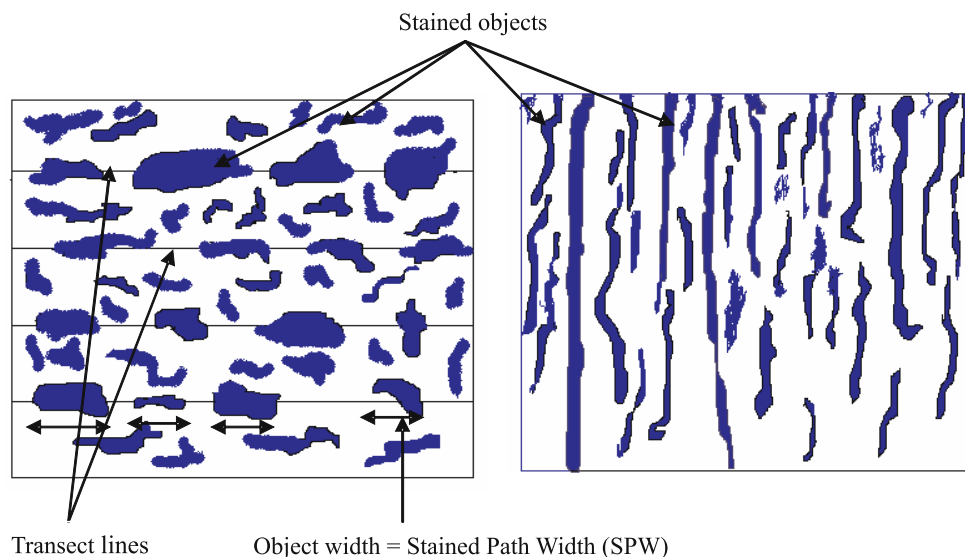 Stained objects
Transect lines
Object width = Stained Path Width (SPW)